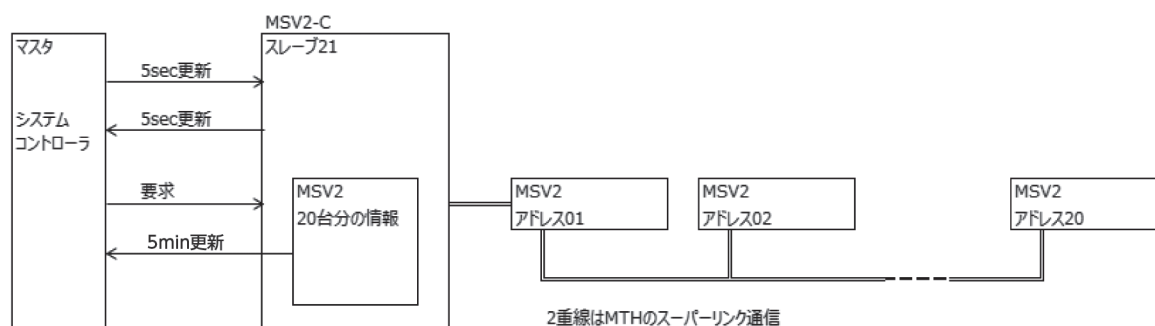 MSV2-C
マスタ
スレーブ21
5sec更新
システム
コントローラ
5sec更新
要求
5min更新
MSV2
20台分の情報
MSV2
アドレス01
MSV2
アドレス02
MSV2
アドレス20
2重線はMTHのスーパーリンク通信